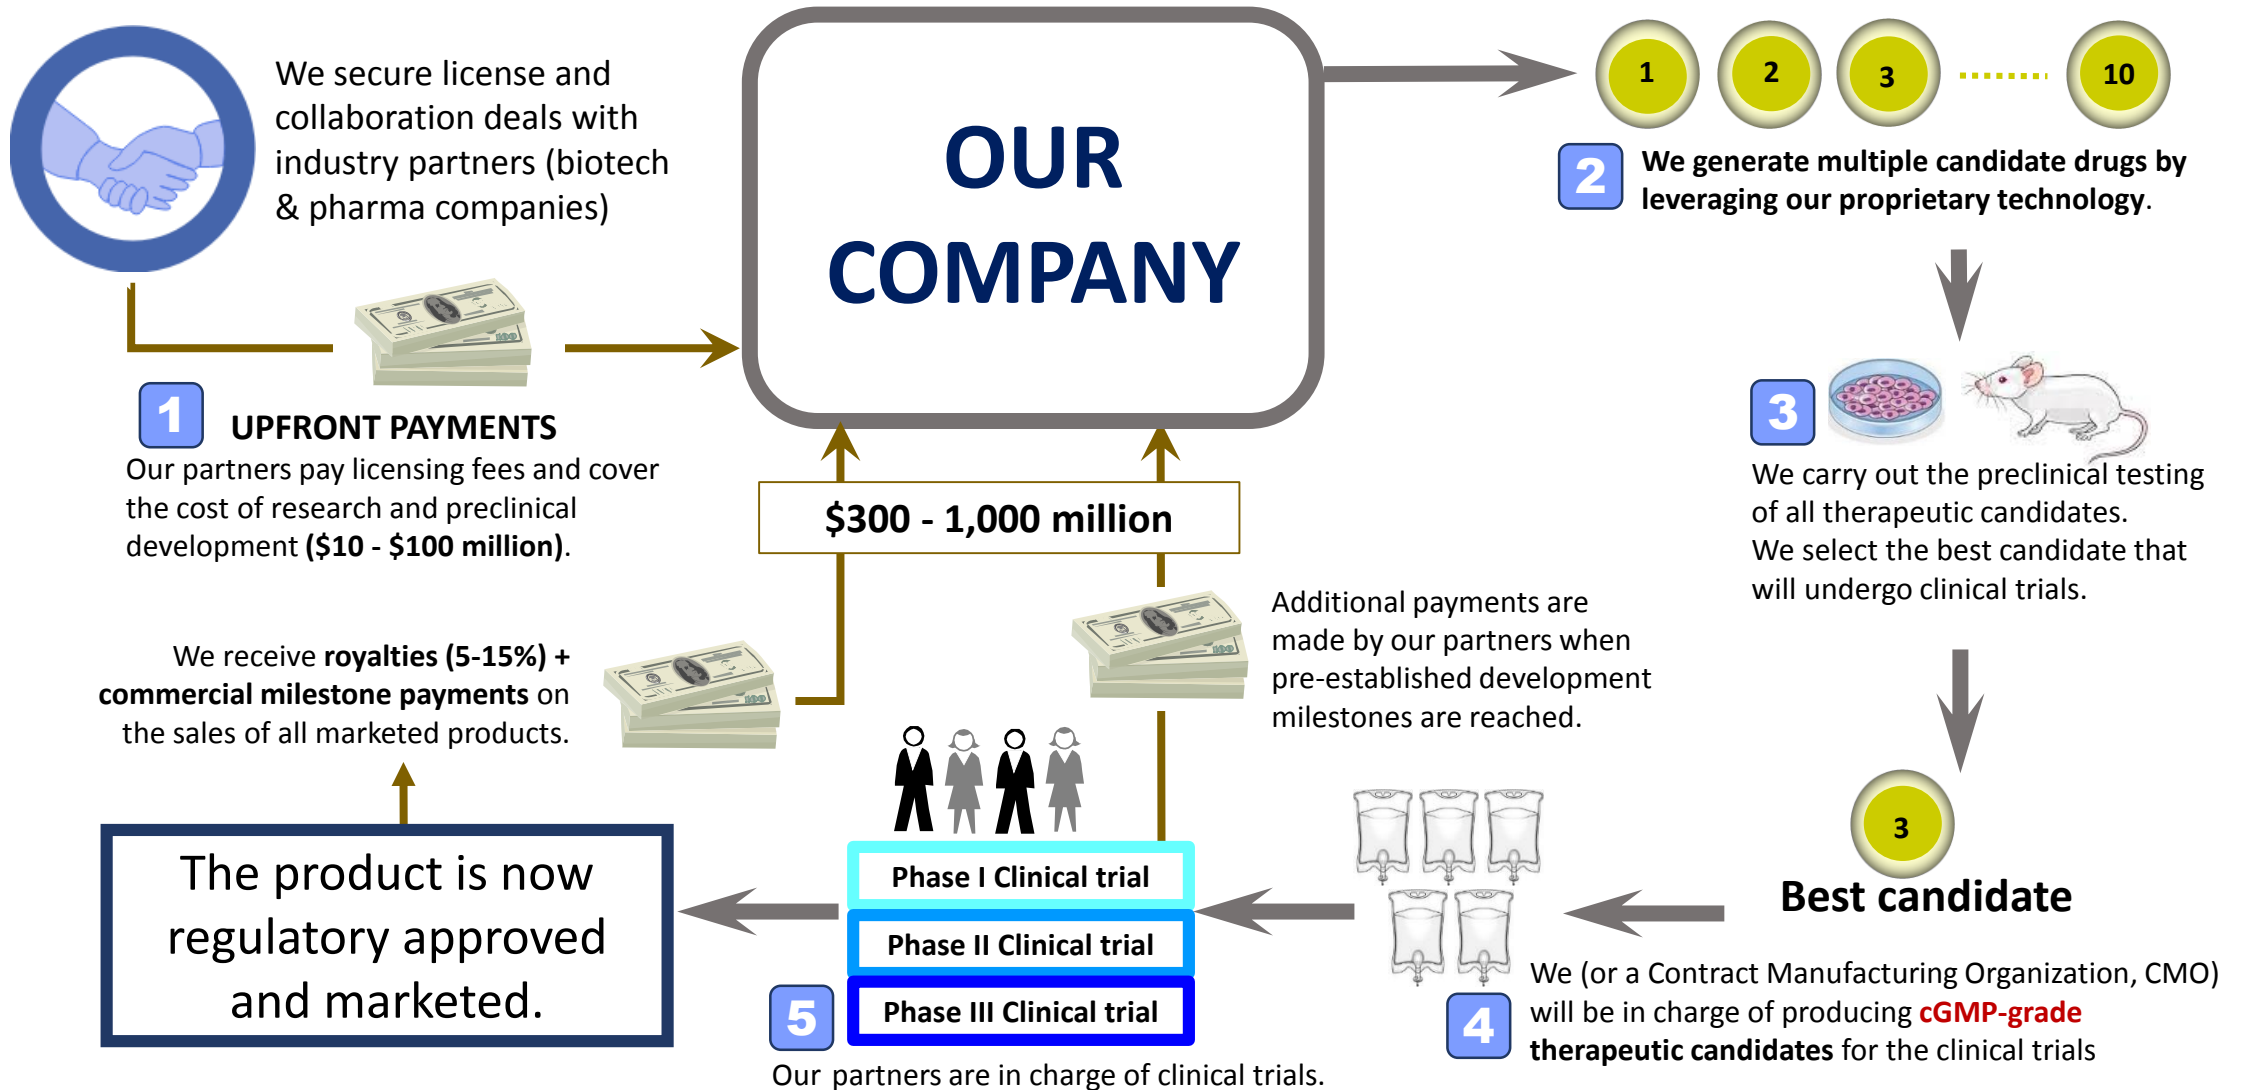 We secure license and
collaboration deals with
industry partners (biotech
& pharma companies)
OUR
COMPANY
1
2
3
10
2
We generate multiple candidate drugs by
leveraging our proprietary technology.
1
UPFRONT PAYMENTS
Our partners pay licensing fees and cover
the cost of research and preclinical
development ($10 - $100 million).
$300 - 1,000 million
3
We carry out the preclinical testing
of all therapeutic candidates.
We select the best candidate that
will undergo clinical trials.
Additional payments are
made by our partners when
pre-established development
milestones are reached.
We receive royalties (5-15%) +
commercial milestone payments on
the sales of all marketed products.
3
Best candidate
4
We (or a Contract Manufacturing Organization, CMO)
will be in charge of producing cGMP-grade
therapeutic candidates for the clinical trials
Phase I Clinical trial
Phase II Clinical trial
Phase III Clinical trial
5
Our partners are in charge of clinical trials.
The product is now
regulatory approved
and marketed.
100
100
100